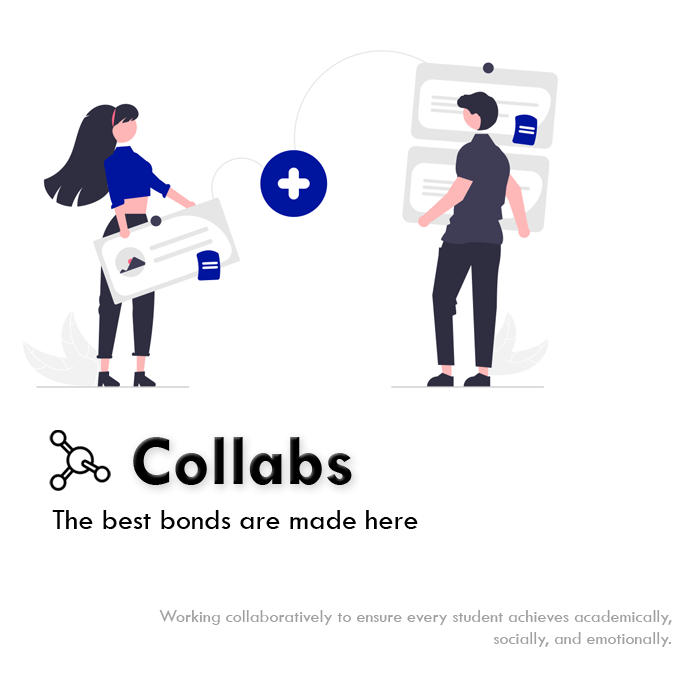 Collabs
The best bonds are made here
Working collaboratively to ensure every student achieves academically,
socially, and emotionally.